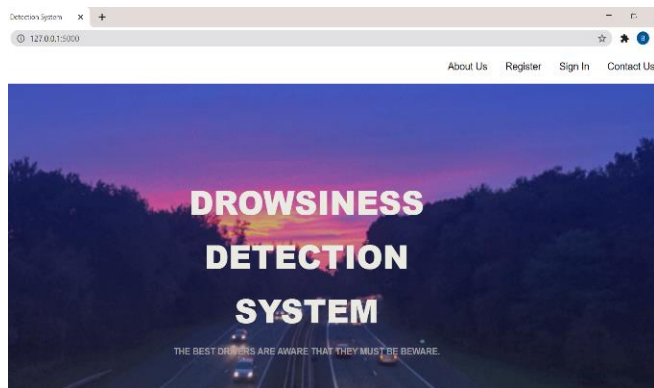 Detection System
127.0.0.1:5000
About Us Register Sign In Contact Us
DROWSINESS
DETECTION
SYSTEM
THE BEST DRIVERS ARE AWARE THAT THEY MUST BE BEWARE.